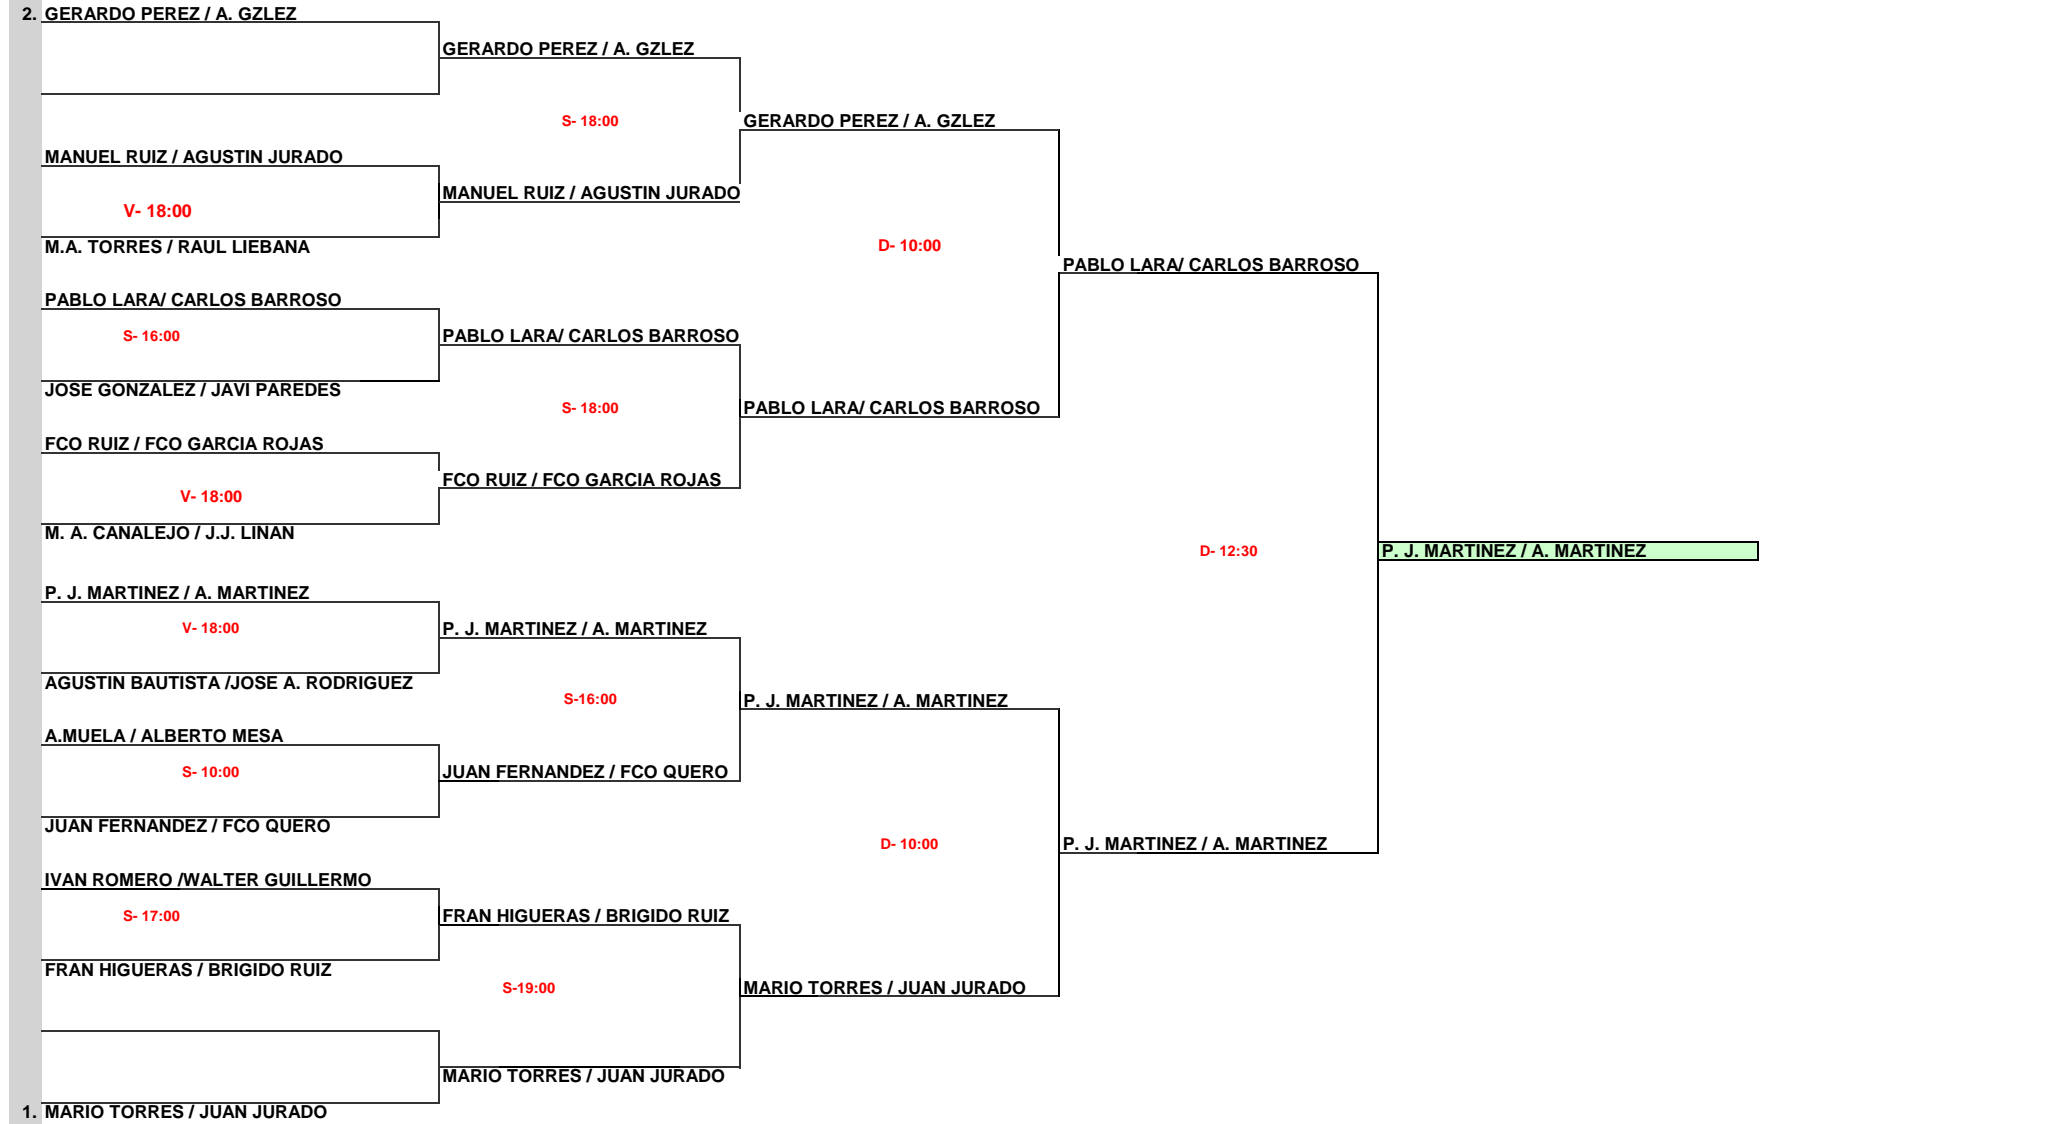 2. GERARDO PEREZ / A. GZLEZ
GERARDO PEREZ / A. GZLEZ
S- 18:00
GERARDO PEREZ / A. GZLEZ
MANUEL RUIZ / AGUSTIN JURADO
MANUEL RUIZ / AGUSTIN JURADO
V- 18:00
M.A. TORRES / RAUL LIEBANA
D- 10:00
PABLO LARA/ CARLOS BARROSO
PABLO LARA/ CARLOS BARROSO
S- 16:00
PABLO LARA/ CARLOS BARROSO
JOSE GONZALEZ / JAVI PAREDES
S- 18:00
PABLO LARA/ CARLOS BARROSO
FCO RUIZ / FCO GARCIA ROJAS
FCO RUIZ / FCO GARCIA ROJAS
V- 18:00
M. A. CANALEJO / J.J. LINAN
D- 12:30
P. J. MARTINEZ / A. MARTINEZ
P. J. MARTINEZ / A. MARTINEZ
V- 18:00
P. J. MARTINEZ / A. MARTINEZ
AGUSTIN BAUTISTA /JOSE A. RODRIGUEZ
S-16:00
P. J. MARTINEZ / A. MARTINEZ
A.MUELA / ALBERTO MESA
S- 10:00
JUAN FERNANDEZ / FCO QUERO
JUAN FERNANDEZ / FCO QUERO
D- 10:00
P. J. MARTINEZ / A. MARTINEZ
IVAN ROMERO /WALTER GUILLERMO
S- 17:00
FRAN HIGUERAS / BRIGIDO RUIZ
FRAN HIGUERAS / BRIGIDO RUIZ
S-19:00
MARIO TORRES / JUAN JURADO
MARIO TORRES / JUAN JURADO
1. MARIO TORRES / JUAN JURADO